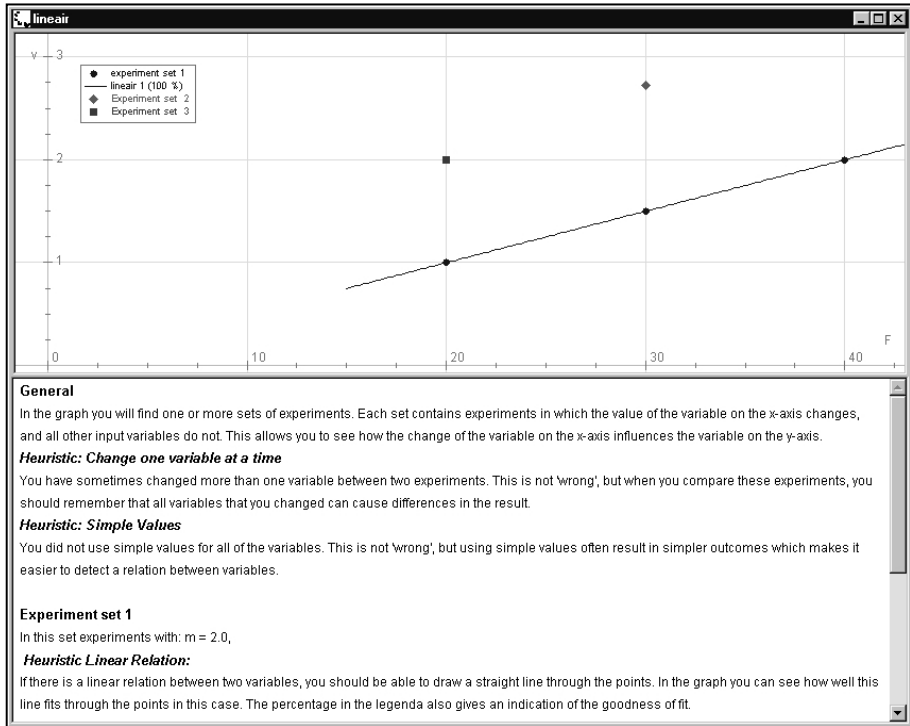 lineair
v
3
experiment set 1
lineair 1 (100 %)
Experiment set 2
Experiment set 3
2
1
F
0 10 20 30 40
General
In the graph you will find one or more sets of experiments. Each set contains experiments in which the value of the variable on the x-axis changes,
and all other input variables do not. This allows you to see how the change of the variable on the x-axis influences the variable on the y-axis.
Heuristic: Change one variable at a time
You have sometimes changed more than one variable between two experiments. This is not 'wrong', but when you compare these experiments, you
should remember that all variables that you changed can cause differences in the result.
Heuristic: Simple Values
You did not use simple values for all of the variables. This is not 'wrong', but using simple values often result in simpler outcomes which makes it
easier to detect a relation between variables.
Experiment set 1
In this set experiments with: m = 2.0,
Heuristic Linear Relation:
If there is a linear relation between two variables, you should be able to draw a straight line through the points. In the graph you can see how well this
line fits through the points in this case. The percentage in the legenda also gives an indication of the goodness of fit.